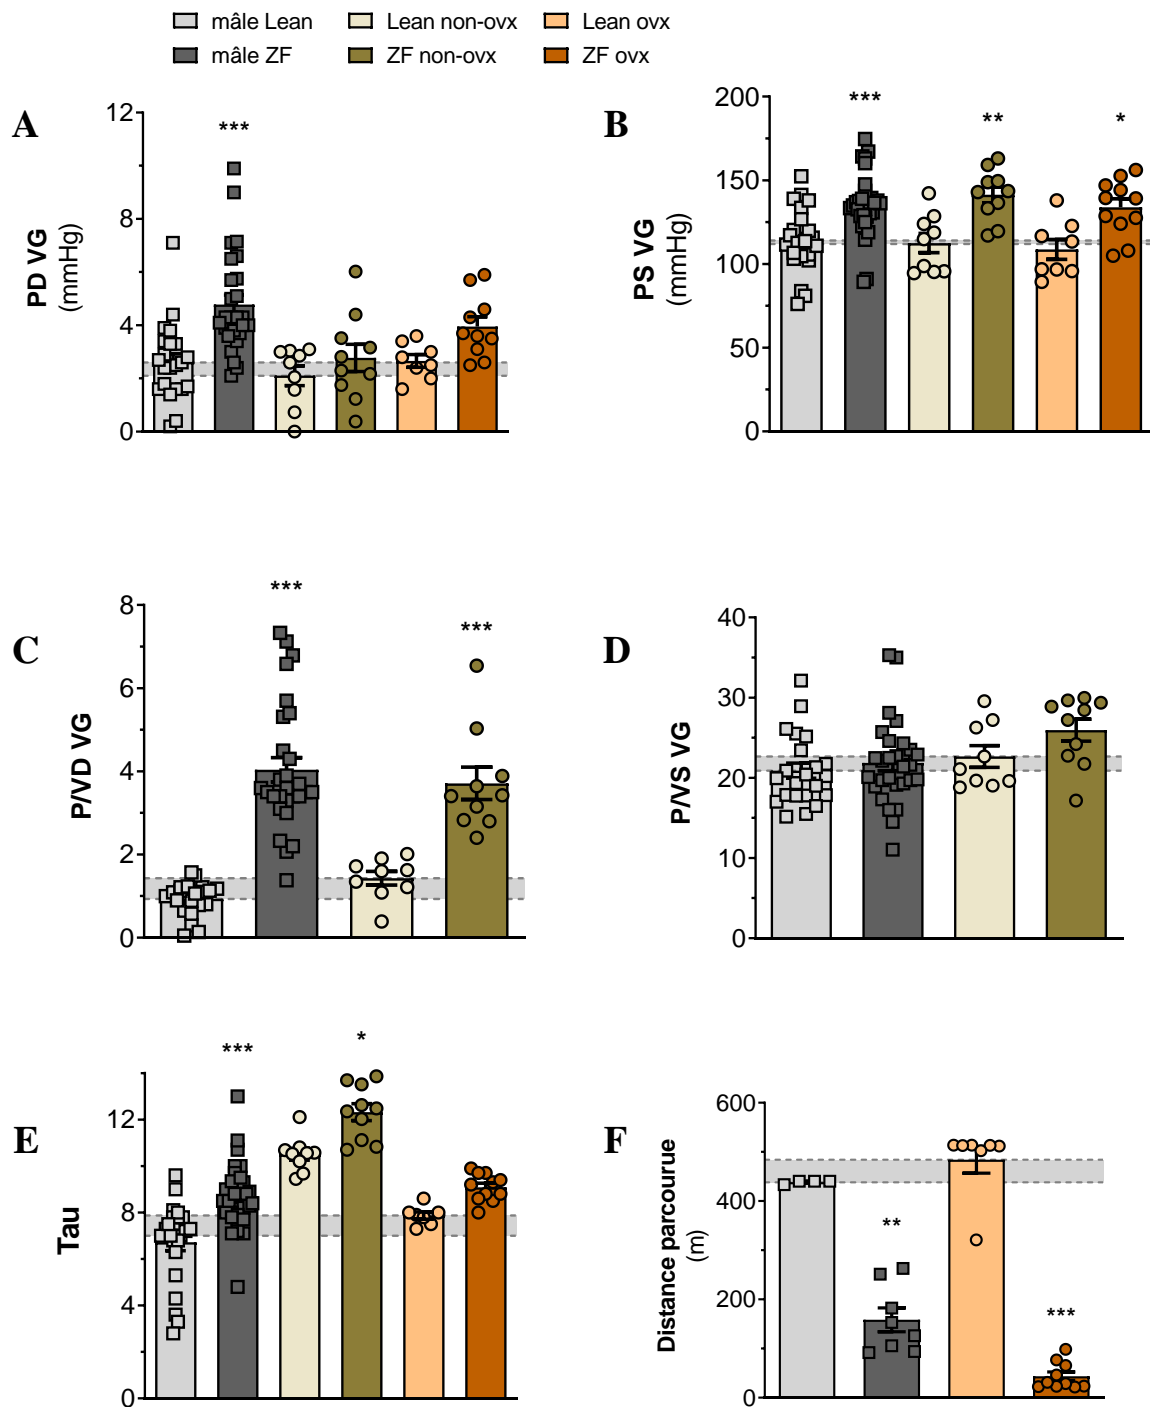 mâle Lean Lean non-ovx Lean ovx
mâle ZF ZF non-ovx ZF ovx
A
PD VG
(mmHg)
12
8
4
0
***
B
PS VG
(mmHg)
200
150
100
50
0
*** ** *
C
P/VD VG
8
6
4
2
0
*** ***
D
P/VS VG
40
30
20
10
0
E
Tau
12
8
4
0
*** *
F
Distance parcourue
(m)
600
400
200
0
** ***